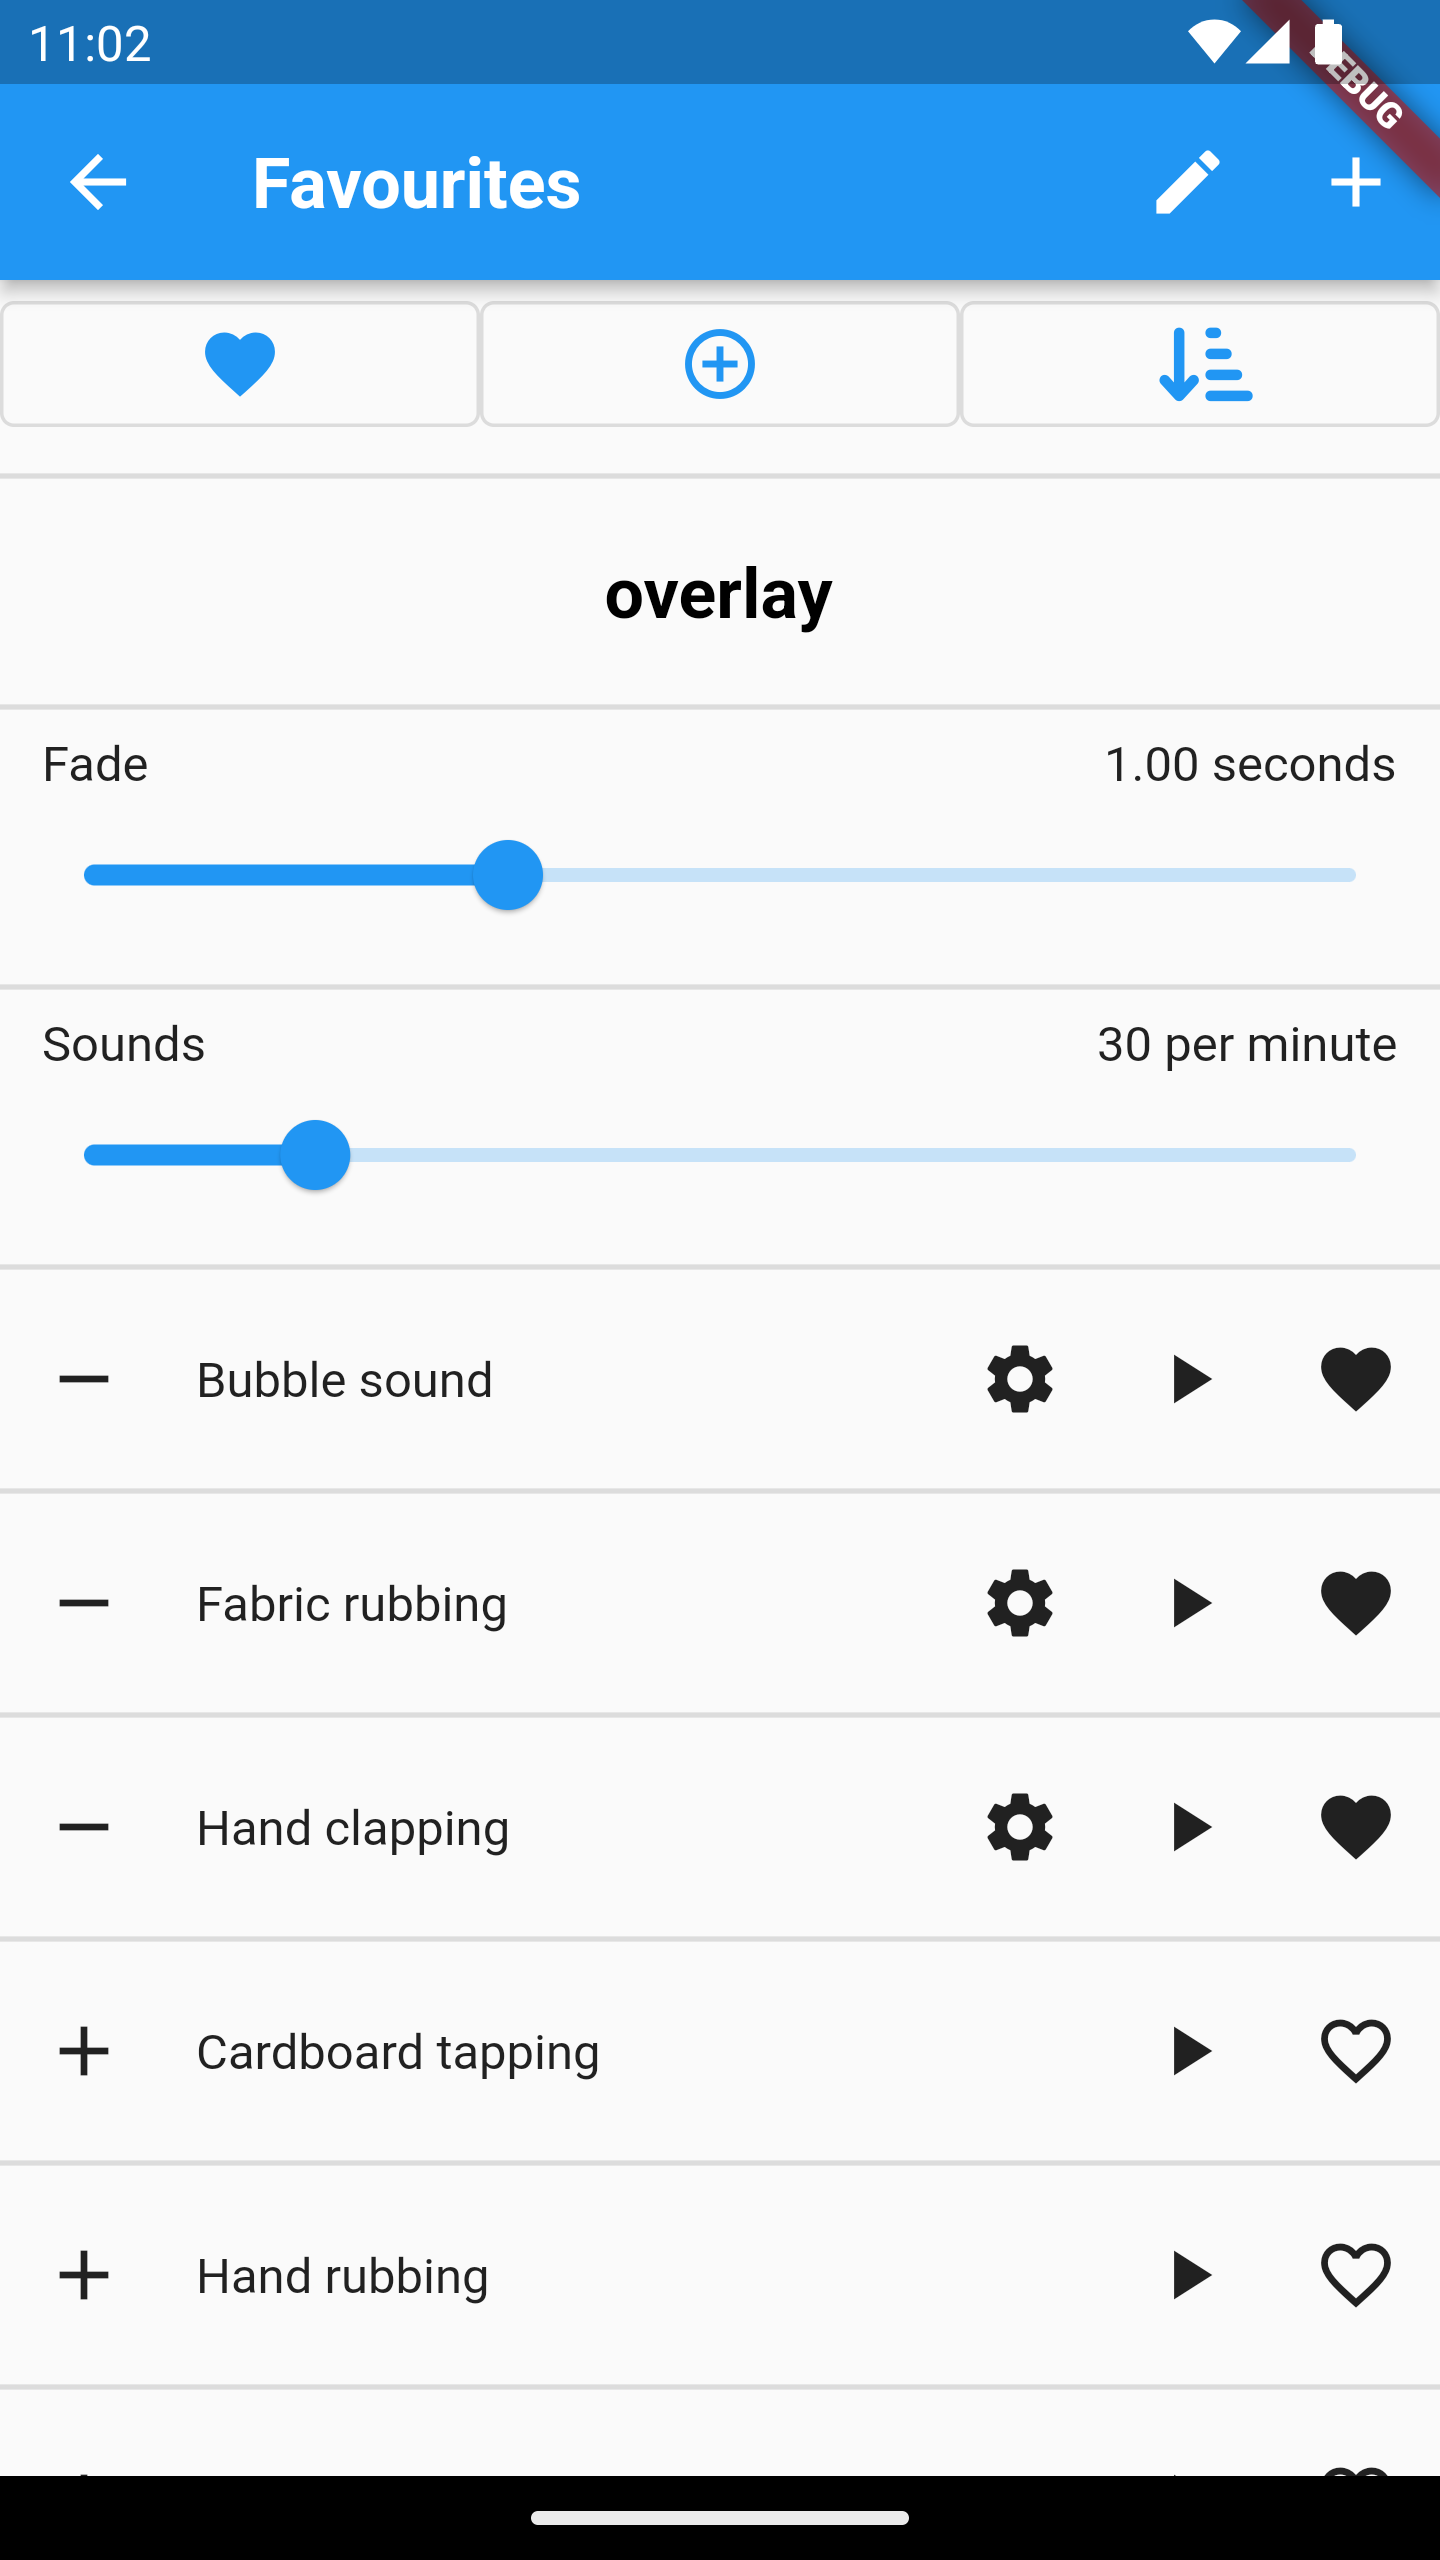 11:02
DEBUG
Favourites
overlay
Fade 1.00 seconds
Sounds 30 per minute
Bubble sound
Fabric rubbing
Hand clapping
Cardboard tapping
Hand rubbing